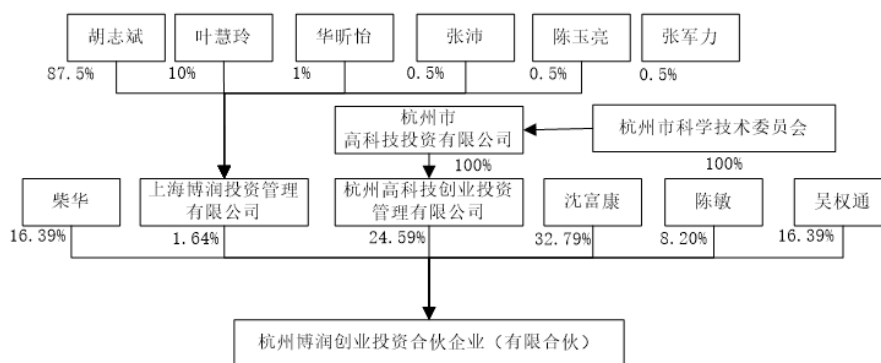 胡志斌 叶慧玲 华昕怡 张沛 陈玉亮 张军力
87.5% 10% 1% 0.5% 0.5% 0.5%
杭州市
高科技投资有限公司
杭州市科学技术委员会
100% 100%
柴华
上海博润投资管理
有限公司
杭州高科技创业投资
管理有限公司
沈富康
陈敏
吴权通
16.39% 1.64% 24.59% 32.79% 8.20% 16.39%
杭州博润创业投资合伙企业（有限合伙）